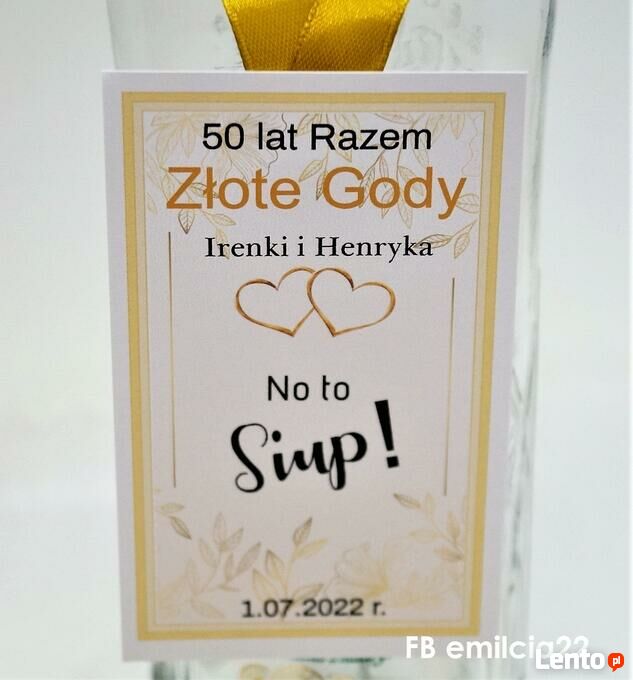 50 lat Razem
Złote Gody
Irenki i Henryka
No to
Siup!
1.07.2022 r.
FB emilcia22
Lento.pl